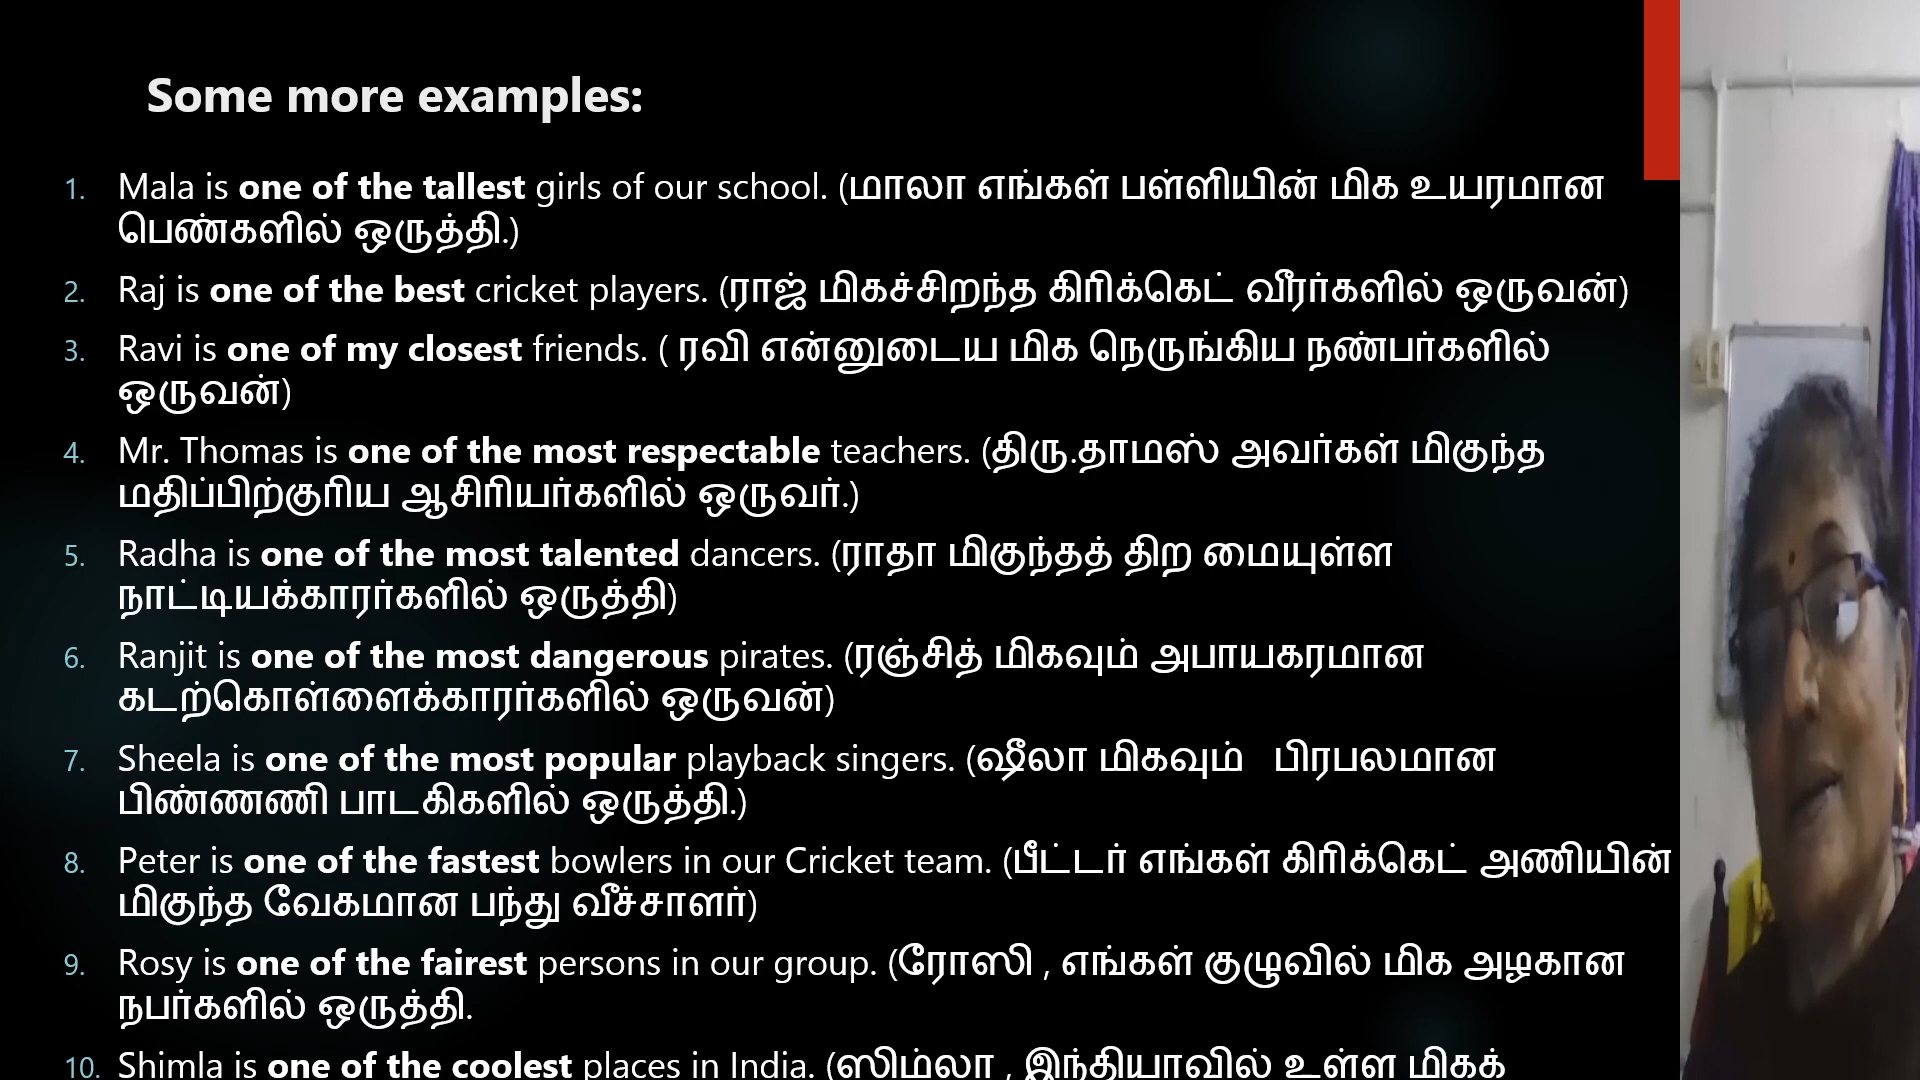 Some more examples:
1. Mala is one of the tallest girls of our school. (மாலா எங்கள் பள்ளியின் மிக உயரமான
பெண்களில் ஒருத்தி.)
2. Raj is one of the best cricket players. (ராஜ் மிகச்சிறந்த கிரிக்கெட் வீரர்களில் ஒருவன்)
3. Ravi is one of my closest friends. ( ரவி என்னுடைய மிக நெருங்கிய நண்பர்களில்
ஒருவன்)
4. Mr. Thomas is one of the most respectable teachers. (திரு.தாமஸ் அவர்கள் மிகுந்த
மதிப்பிற்குரிய ஆசிரியர்களில் ஒருவர்.)
5. Radha is one of the most talented dancers. (ராதா மிகுந்தத் திற மையுள்ள
நாட்டியக்காரர்களில் ஒருத்தி)
6. Ranjit is one of the most dangerous pirates. (ரஞ்சித் மிகவும் அபாயகரமான
கடற்கொள்ளைக்காரர்களில் ஒருவன்)
7. Sheela is one of the most popular playback singers. (ஷீலா மிகவும் பிரபலமான
பிண்ணணி பாடகிகளில் ஒருத்தி.)
8. Peter is one of the fastest bowlers in our Cricket team. (பீட்டர் எங்கள் கிரிக்கெட் அணியின்
மிகுந்த வேகமான பந்து வீச்சாளர்)
9. Rosy is one of the fairest persons in our group. (ரோஸி , எங்கள் குழுவில் மிக அழகான
நபர்களில் ஒருத்தி.
10. Shimla is one of the coolest places in India. (ஸிம்லா , இந்தியாவில் உள்ள மிகக்